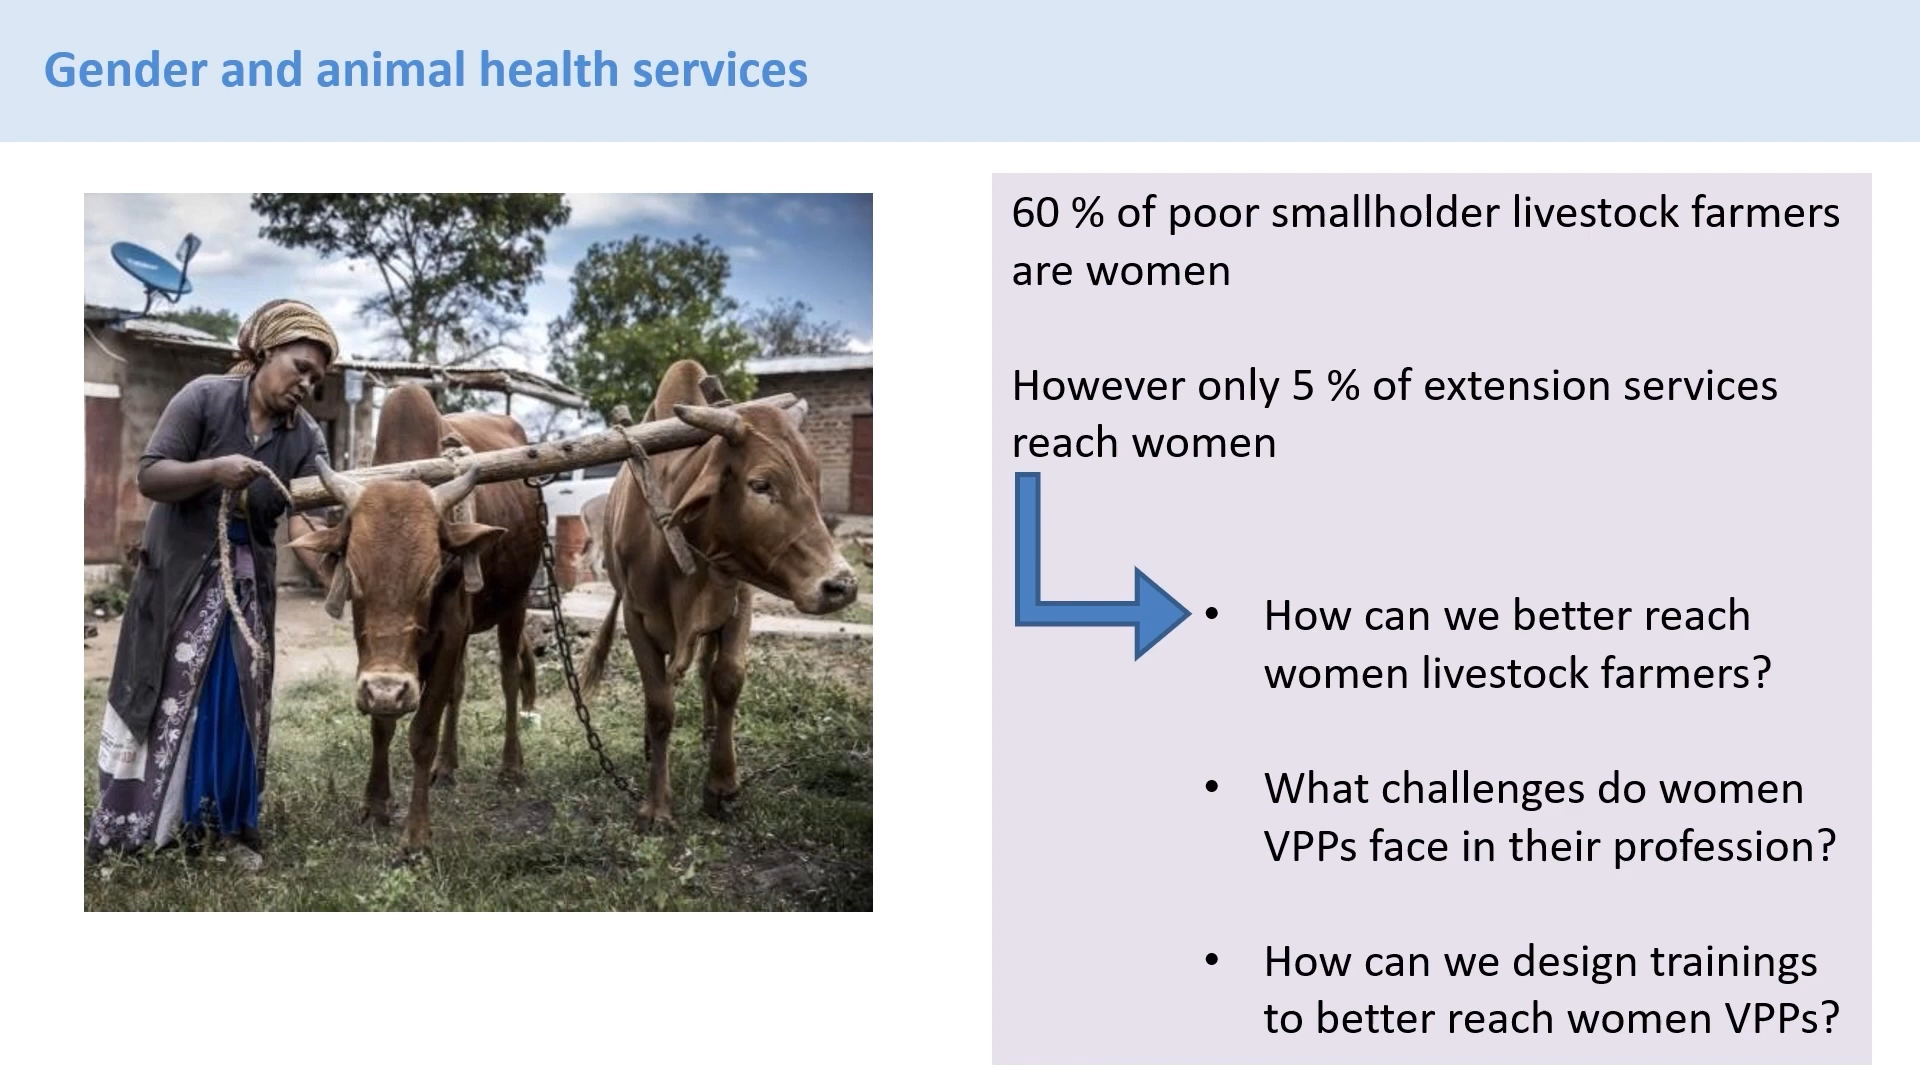 Gender and animal health services
60 % of poor smallholder livestock farmers
are women
However only 5 % of extension services
reach women
• How can we better reach
women livestock farmers?
• What challenges do women
VPPs face in their profession?
• How can we design trainings
to better reach women VPPs?